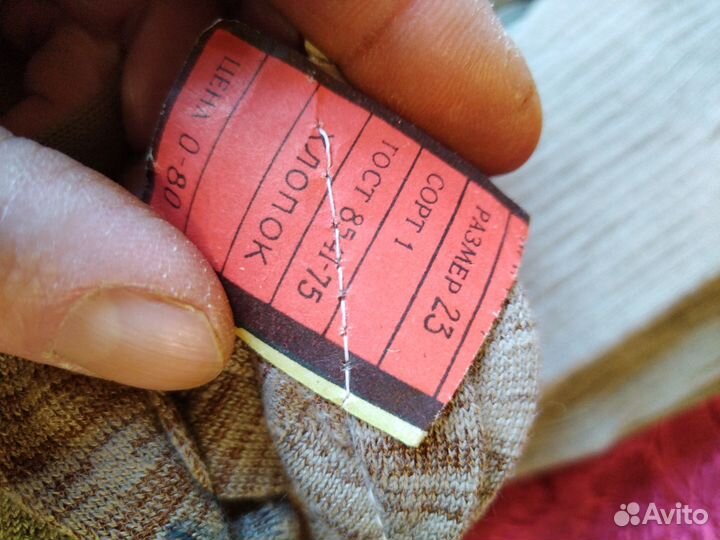 РАЗМЕР 23
СОРТ 1
ГОСТ 8541-75
ХЛОПОК
ЦЕНА 0-80
Avito